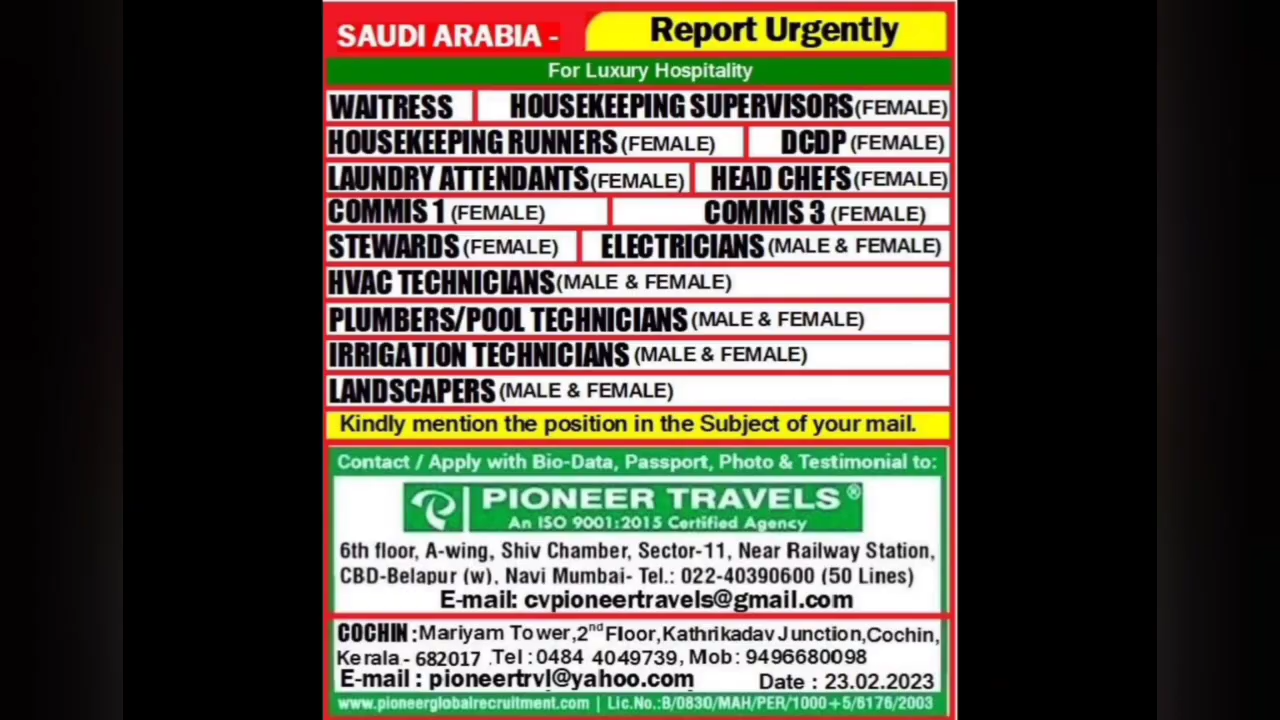 SAUDI ARABIA - Report Urgently
For Luxury Hospitality
WAITRESS HOUSEKEEPING SUPERVISORS (FEMALE)
HOUSEKEEPING RUNNERS (FEMALE) DCDP (FEMALE)
LAUNDRY ATTENDANTS (FEMALE) HEAD CHEFS (FEMALE)
COMMIS 1 (FEMALE) COMMIS 3 (FEMALE)
STEWARDS (FEMALE) ELECTRICIANS (MALE & FEMALE)
HVAC TECHNICIANS (MALE & FEMALE)
PLUMBERS/POOL TECHNICIANS (MALE & FEMALE)
IRRIGATION TECHNICIANS (MALE & FEMALE)
LANDSCAPERS (MALE & FEMALE)
Kindly mention the position in the Subject of your mail.
Contact / Apply with Bio-Data, Passport, Photo & Testimonial to:
PIONEER TRAVELS ®
An ISO 9001:2015 Certified Agency
6th floor, A-wing, Shiv Chamber, Sector-11, Near Railway Station,
CBD-Belapur (w), Navi Mumbai- Tel.: 022-40390600 (50 Lines)
E-mail: cvpioneertravels@gmail.com
COCHIN : Mariyam Tower, 2nd Floor, Kathrikadav Junction, Cochin,
Kerala - 682017 .Tel : 0484 4049739, Mob: 9496680098
E-mail : pioneertrvl@yahoo.com Date : 23.02.2023
www.pioneerglobalrecruitment.com | Lic.No.:B/0830/MAH/PER/1000+5/6176/2003